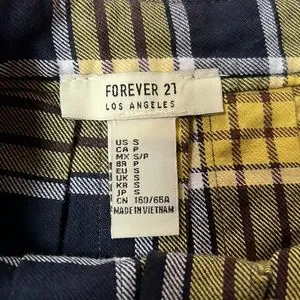 FOREVER 21
LOS ANGELES
US S
CA P
MX S/P
BR P
EU S
UK S
KR S
JP S
CN 160/66A
MADE IN VIETNAM